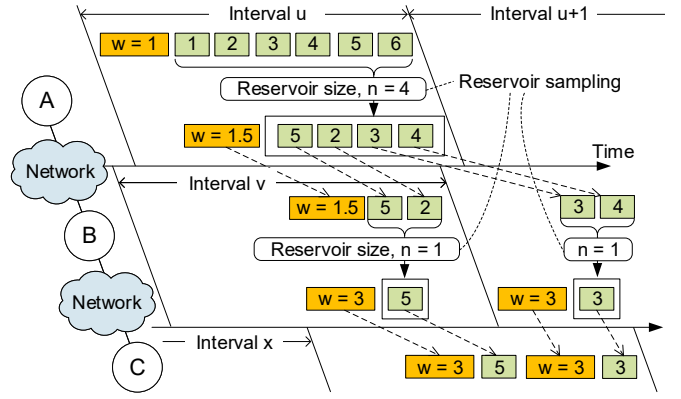 Interval u
Interval u+1
w = 1 1 2 3 4 5 6
A
Reservoir size, n = 4
Reservoir sampling
w = 1.5 5 2 3 4
Time
Network
Interval v
w = 1.5 5 2
3 4
B
Reservoir size, n = 1
n = 1
Network
w = 3 5
w = 3 3
Interval x
C
w = 3 5 w = 3 3